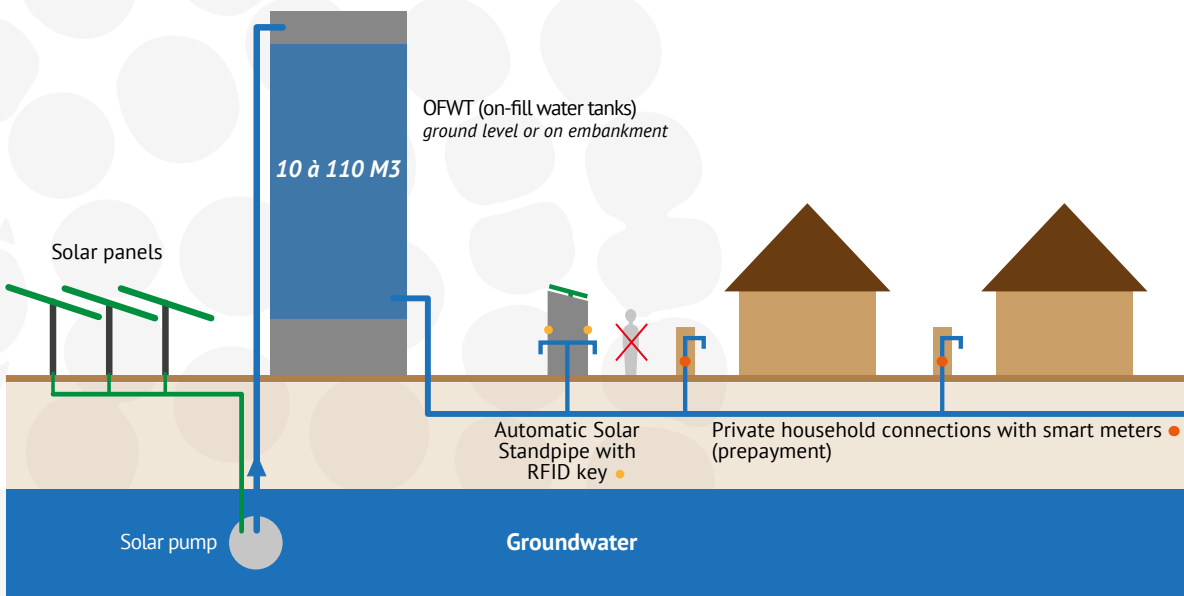 OFWT (on-fill water tanks)
ground level or on embankment
10 à 110 M3
Solar panels
Automatic Solar
Standpipe with
RFID key
Private household connections with smart meters
(prepayment)
Solar pump
Groundwater